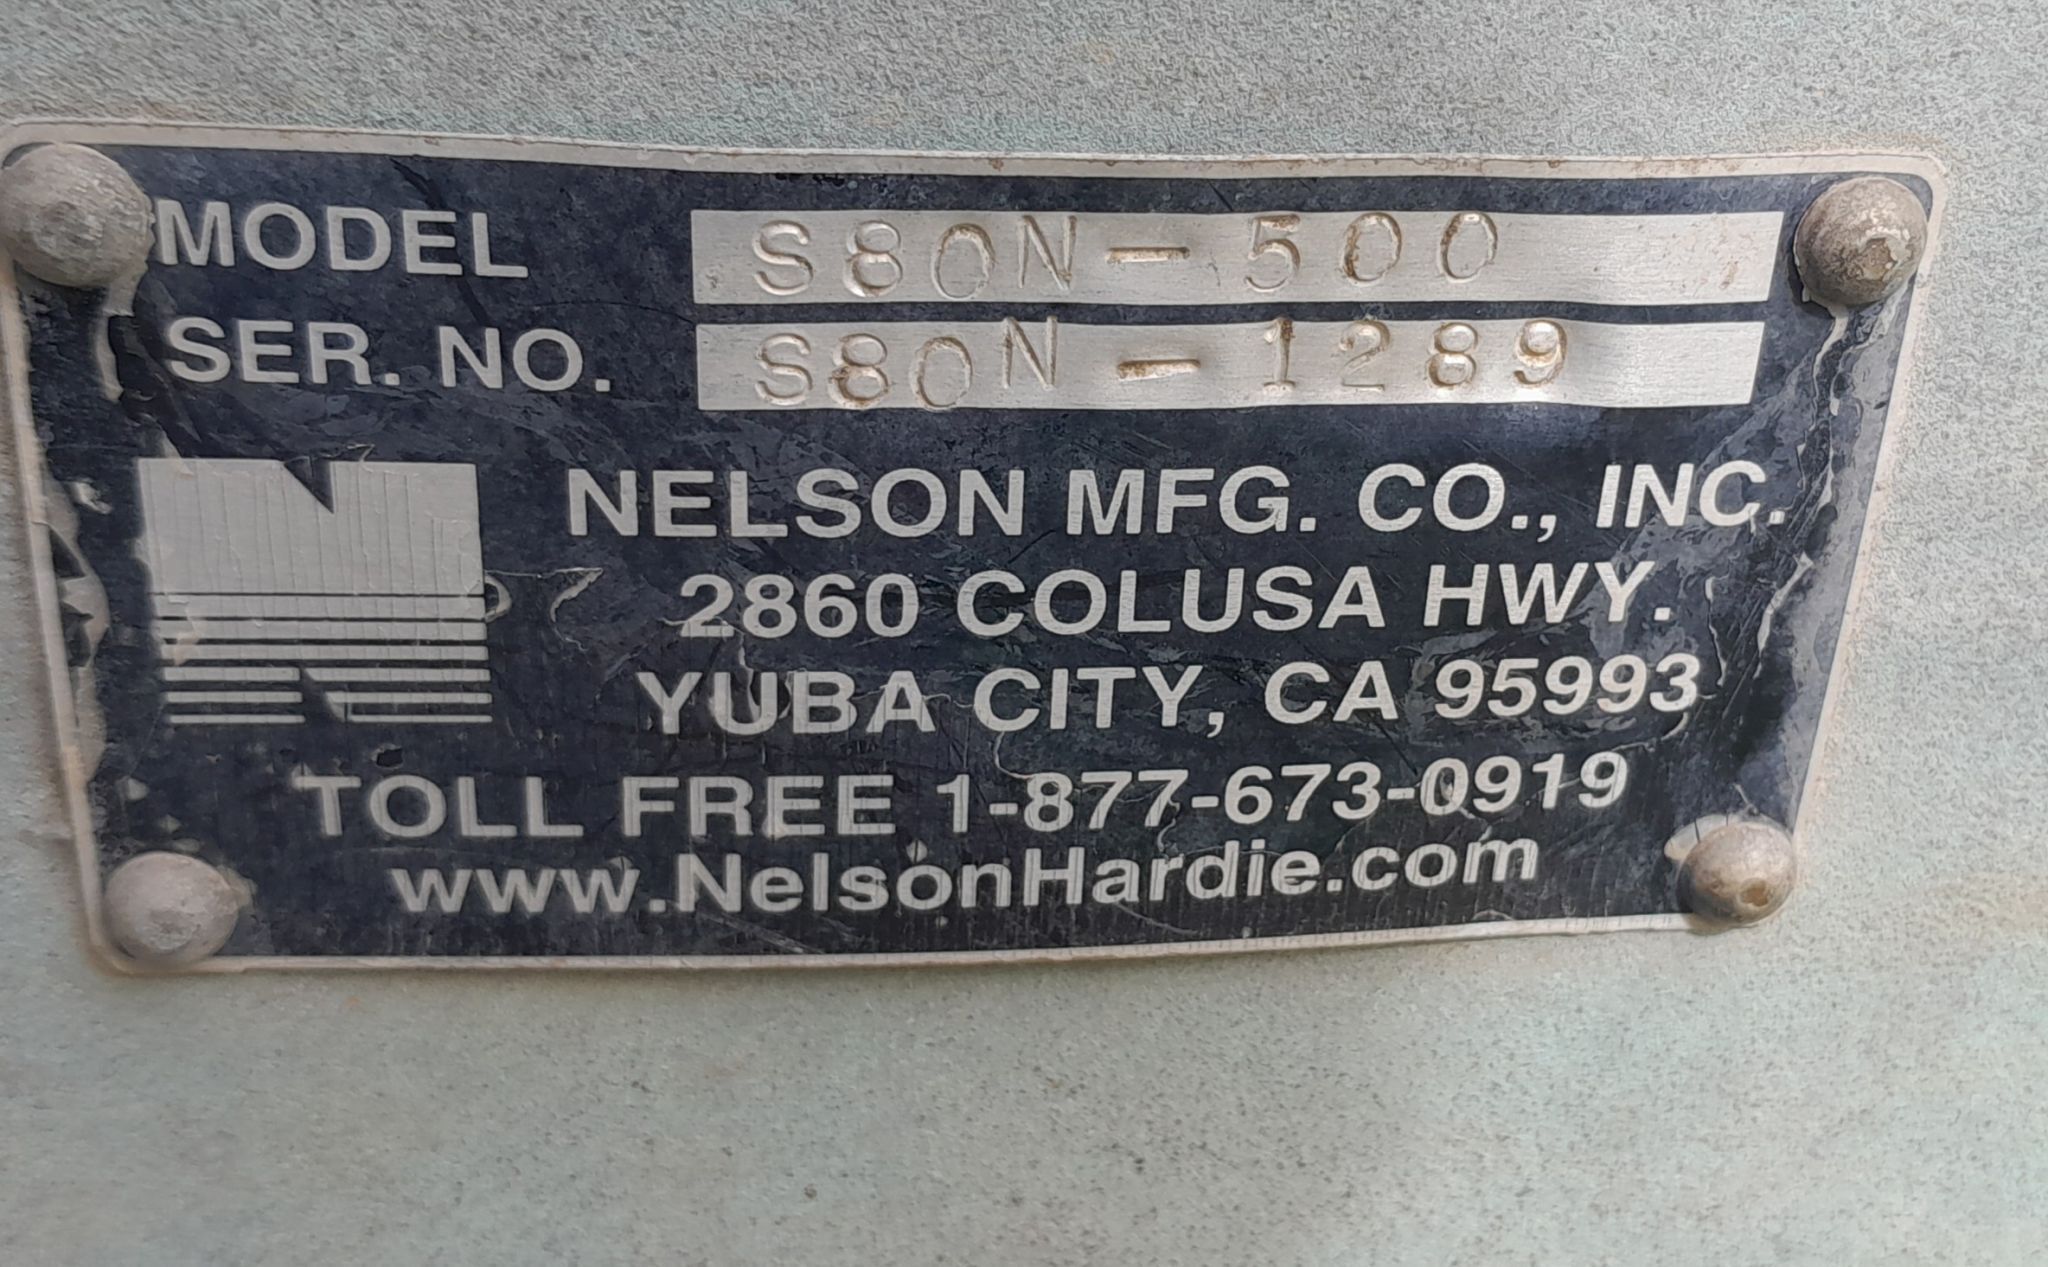 MODEL S80N-500
SER. NO. S80N-1289
NELSON MFG. CO., INC.
2860 COLUSA HWY.
YUBA CITY, CA 95993
TOLL FREE 1-877-673-0919
www.NelsonHardie.com